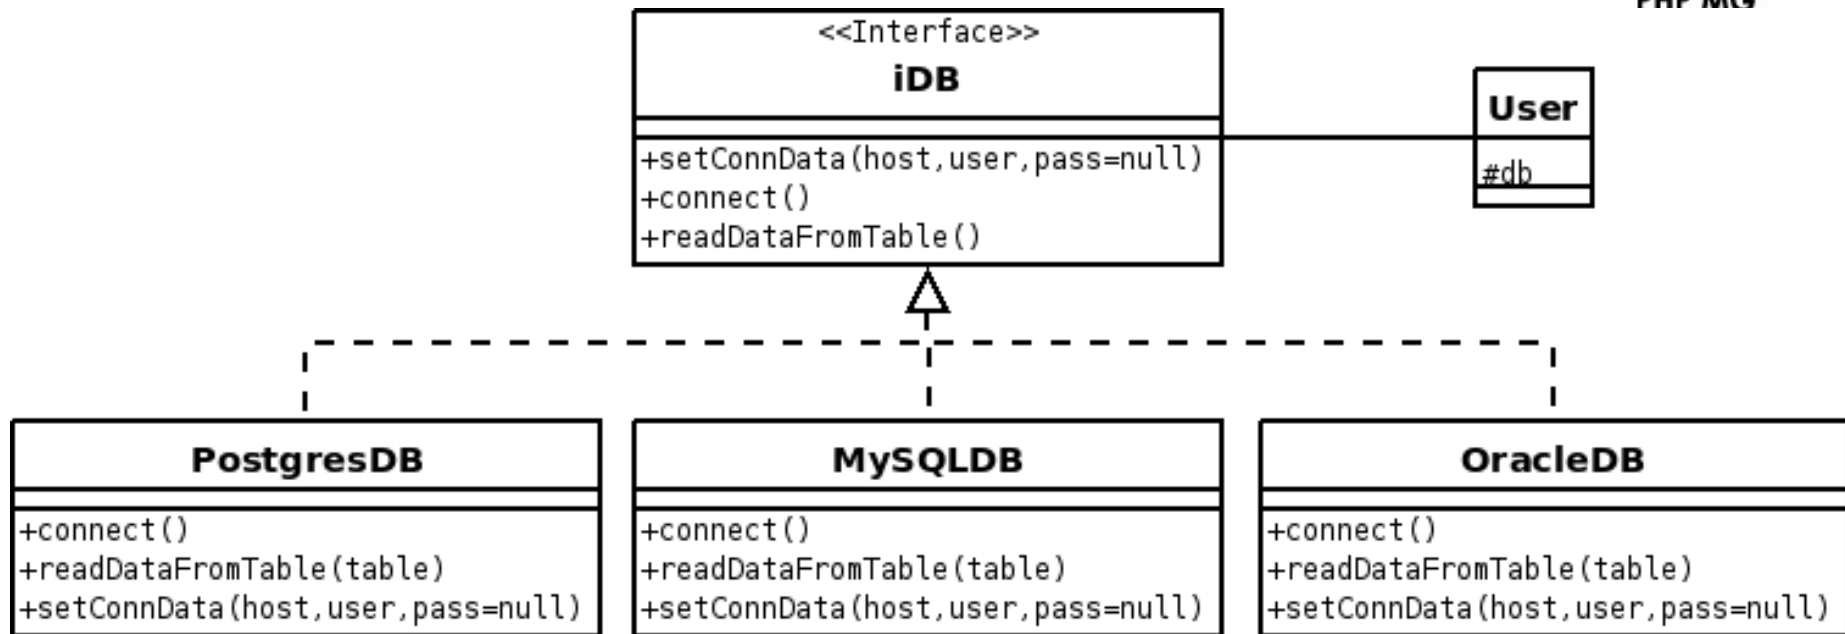 PHP MG
<<Interface>>
iDB
+setConnData(host,user,pass=null)
+connect()
+readDataFromTable()
User
#db
PostgresDB
+connect()
+readDataFromTable(table)
+setConnData(host,user,pass=null)
MySQLDB
+connect()
+readDataFromTable(table)
+setConnData(host,user,pass=null)
OracleDB
+connect()
+readDataFromTable(table)
+setConnData(host,user,pass=null)